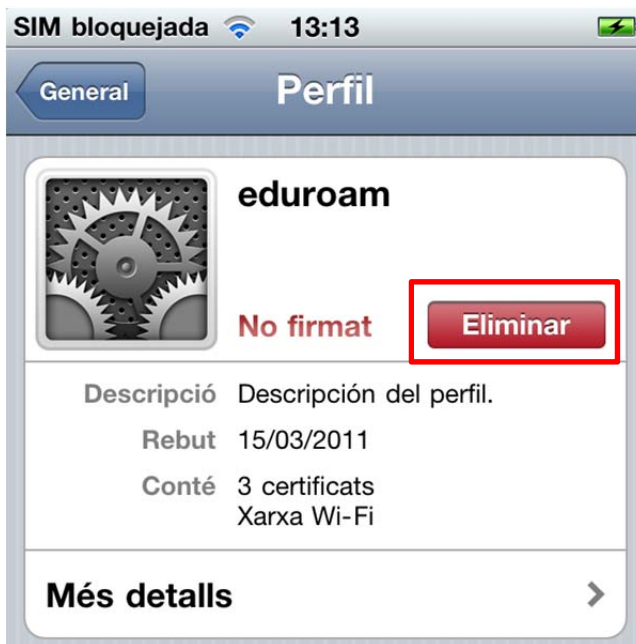 SIM bloquejada 13:13
General Perfil
eduroam
No firmat Eliminar
Descripció Descripción del perfil.
Rebut 15/03/2011
Conté 3 certificats
Xarxa Wi-Fi
Més detalls